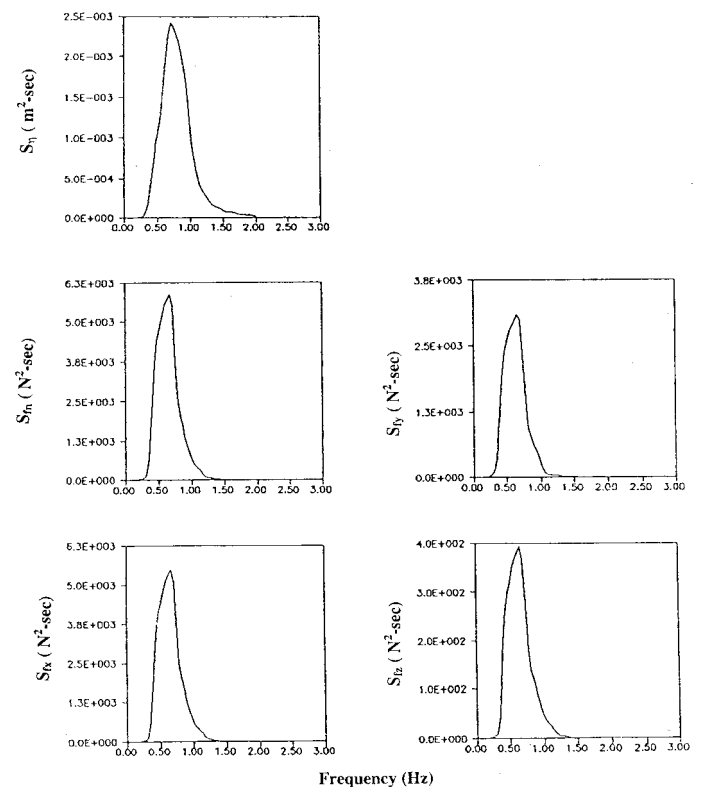 2.5E−003
2.0E−003
1.5E−003
1.0E−003
5.0E−004
0.0E+000
Sη ( m²-sec)
0.00 0.50 1.00 1.50 2.00 2.50 3.00
6.3E+003
5.0E+003
3.8E+003
2.5E+003
1.3E+003
0.0E+000
Sfn ( N²-sec)
0.00 0.50 1.00 1.50 2.00 2.50 3.00
3.8E+003
2.5E+003
1.3E+003
0.0E+000
Sfy ( N²-sec)
0.00 0.50 1.00 1.50 2.00 2.50 3.00
6.3E+003
5.0E+003
3.8E+003
2.5E+003
1.3E+003
0.0E+000
Sfx ( N²-sec)
0.00 0.50 1.00 1.50 2.00 2.50 3.00
4.0E+002
3.0E+002
2.0E+002
1.0E+002
0.0E+000
Sfz ( N²-sec)
0.00 0.50 1.00 1.50 2.00 2.50 3.00
Frequency (Hz)